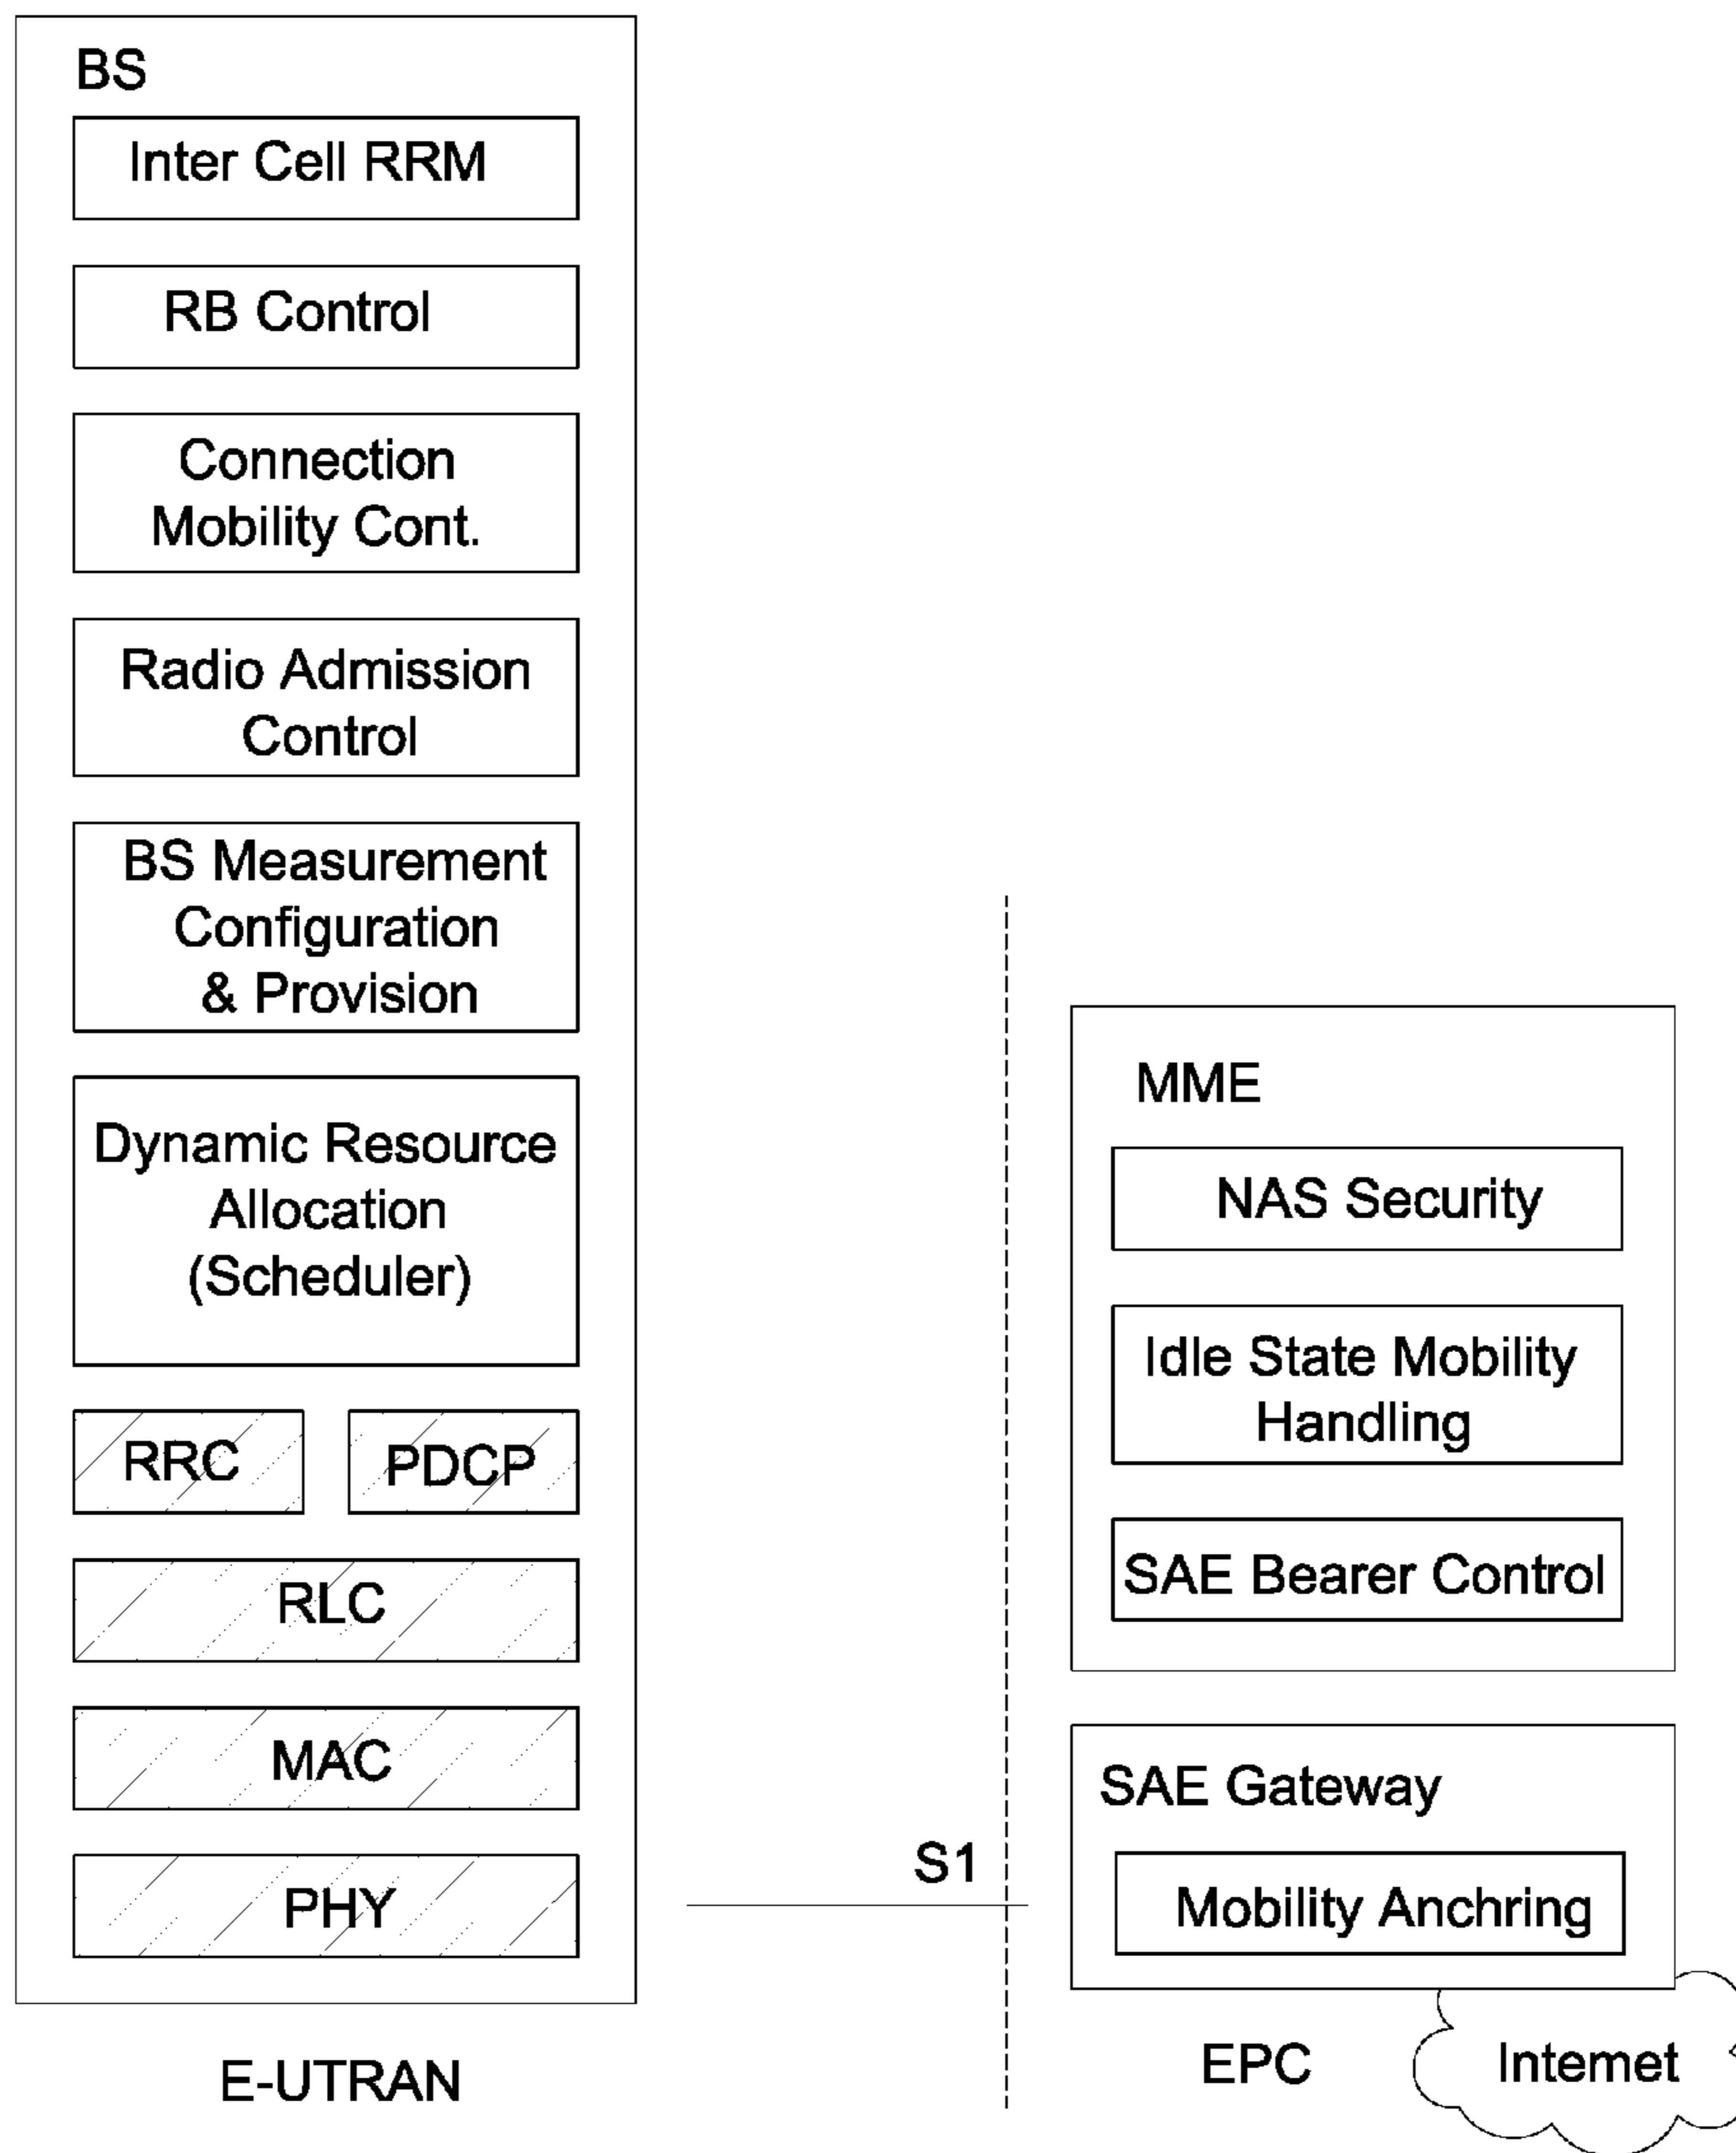 BS
Inter Cell RRM
RB Control
Connection
Mobility Cont.
Radio Admission
Control
BS Measurement
Configuration
& Provision
Dynamic Resource
Allocation
(Scheduler)
RRC
PDCP
RLC
MAC
PHY
E-UTRAN
S1
MME
NAS Security
Idle State Mobility
Handling
SAE Bearer Control
SAE Gateway
Mobility Anchring
EPC
Internet